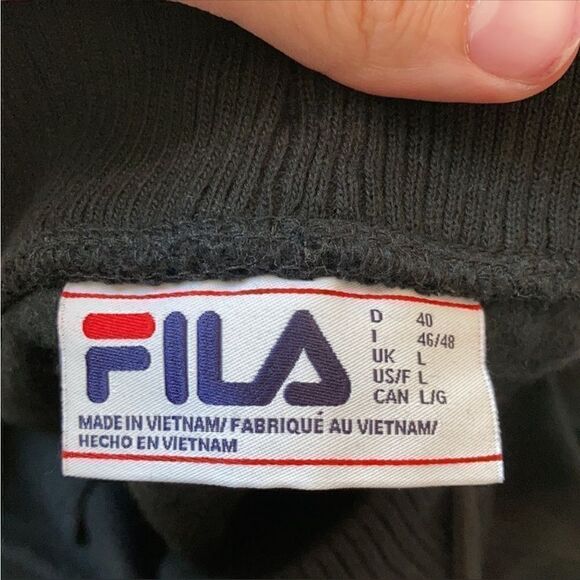 FILA
D 40
I 46/48
UK L
US/F L
CAN L/G
MADE IN VIETNAM/ FABRIQUÉ AU VIETNAM/
HECHO EN VIETNAM